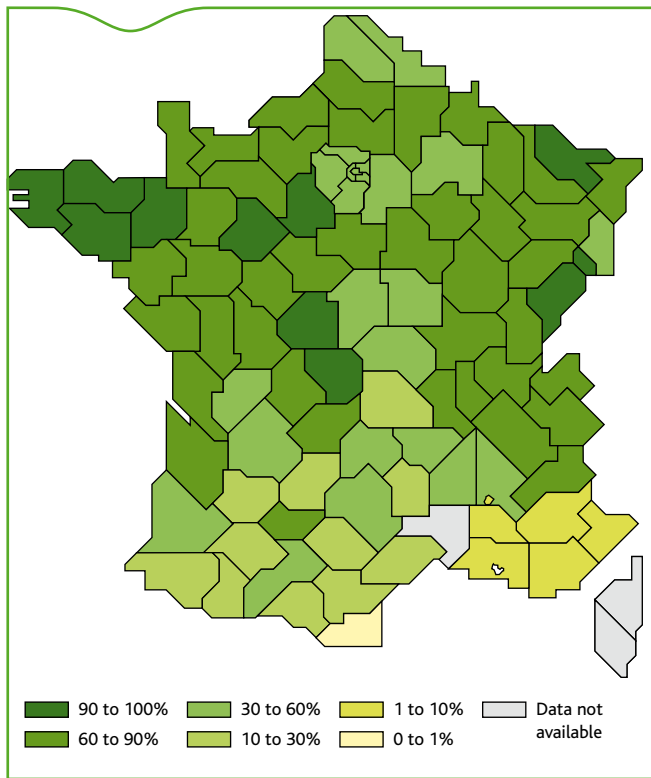 90 to 100%
30 to 60%
1 to 10%
Data not
available
60 to 90%
10 to 30%
0 to 1%